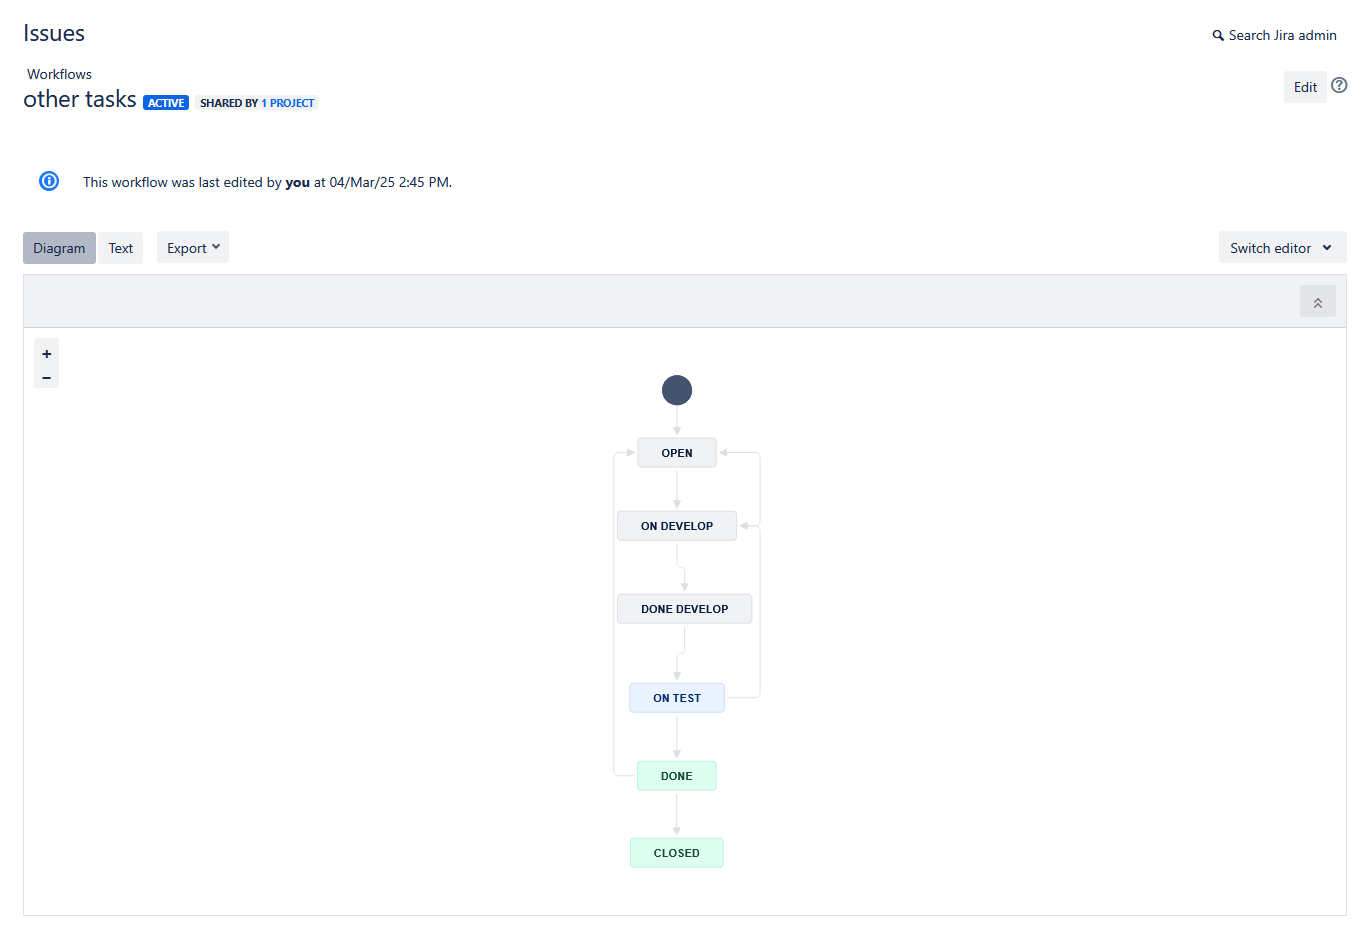 Issues
Search Jira admin
Workflows
other tasks ACTIVE SHARED BY 1 PROJECT
Edit
This workflow was last edited by you at 04/Mar/25 2:45 PM.
Diagram Text Export
Switch editor
+
−
OPEN
ON DEVELOP
DONE DEVELOP
ON TEST
DONE
CLOSED